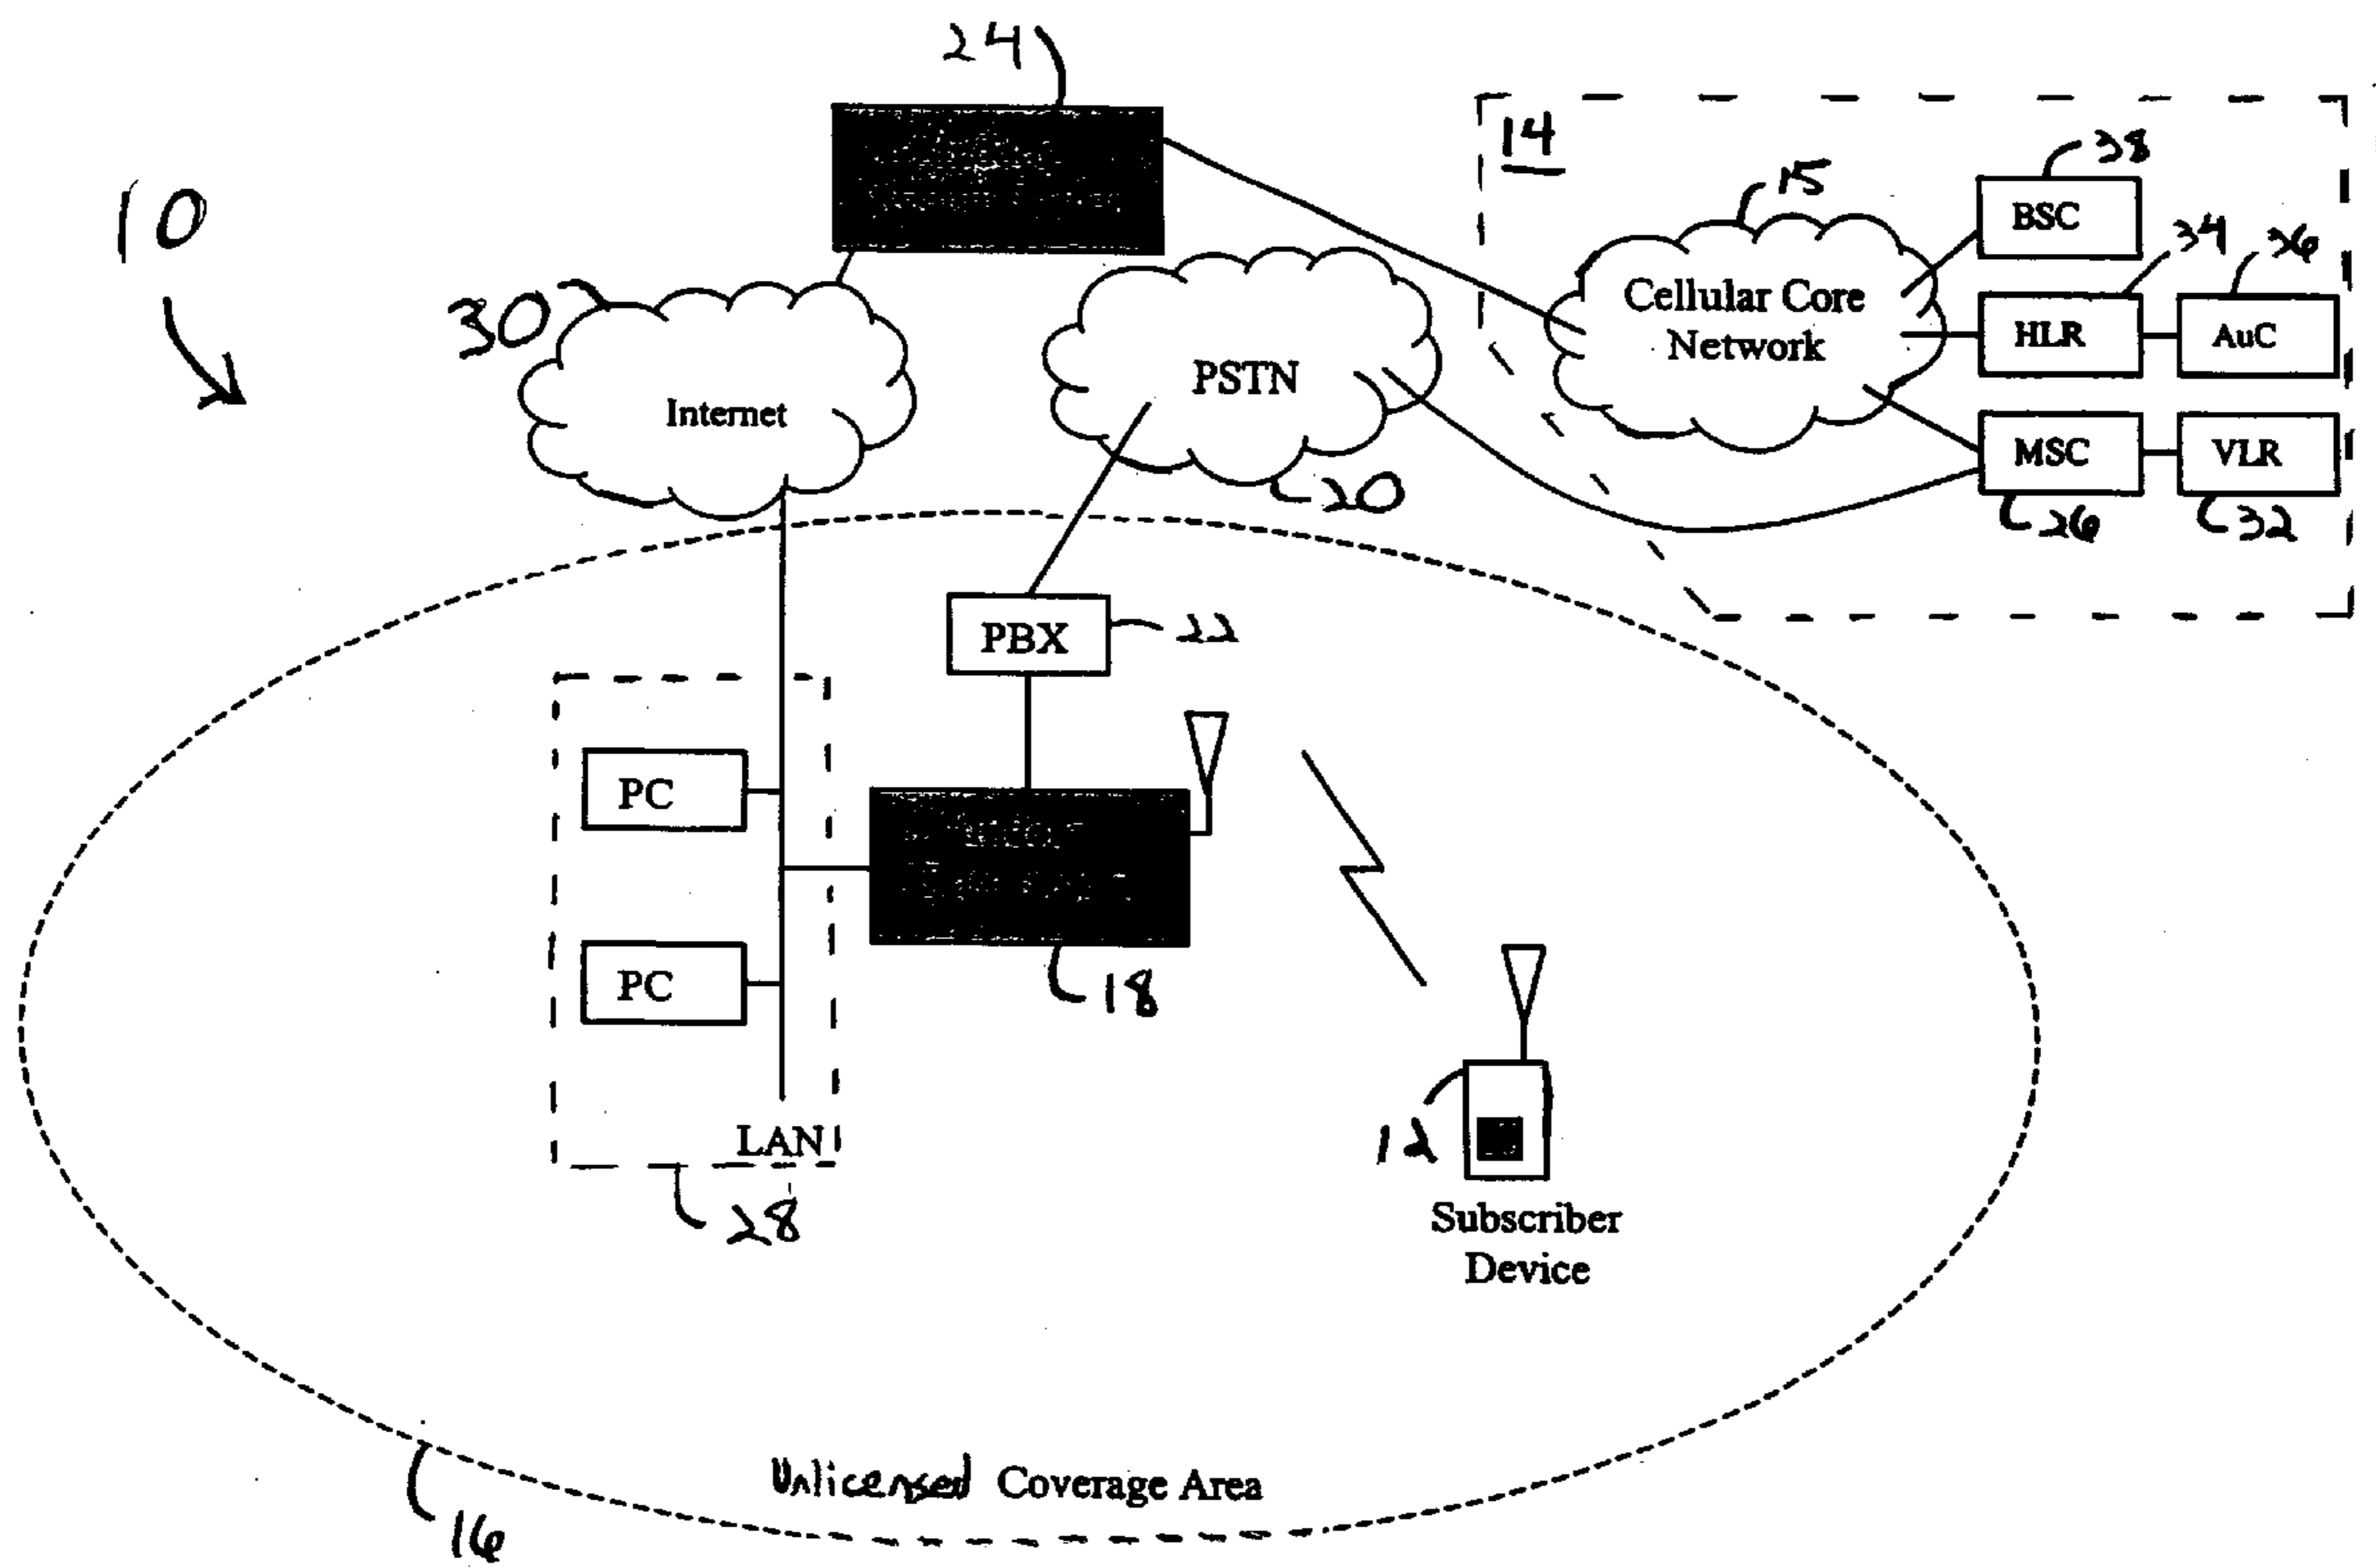 24
14
38
15
BSC
10
34
36
30
Cellular Core
Network
HLR
AuC
PSTN
Internet
MSC
VLR
20
26
32
PBX
22
PC
PC
18
LAN
12
28
Subscriber
Device
Unlicensed Coverage Area
16